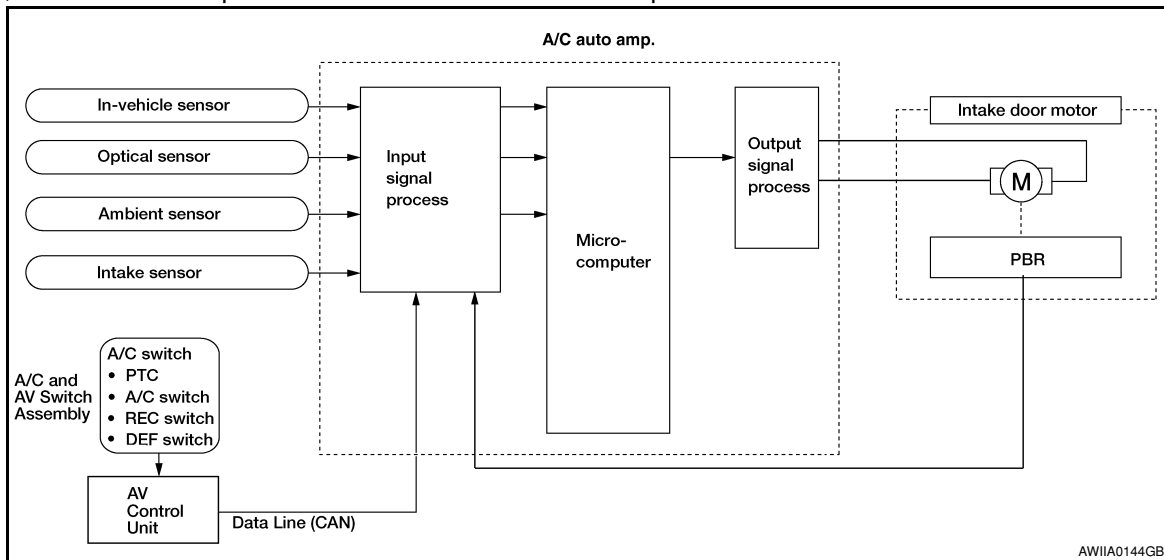 A/C auto amp.
In-vehicle sensor
Optical sensor
Ambient sensor
Intake sensor
Input
signal
process
Micro-
computer
Output
signal
process
Intake door motor
M
PBR
A/C and
AV Switch
Assembly
A/C switch
• PTC
• A/C switch
• REC switch
• DEF switch
AV
Control
Unit
Data Line (CAN)
AWIIA0144GB